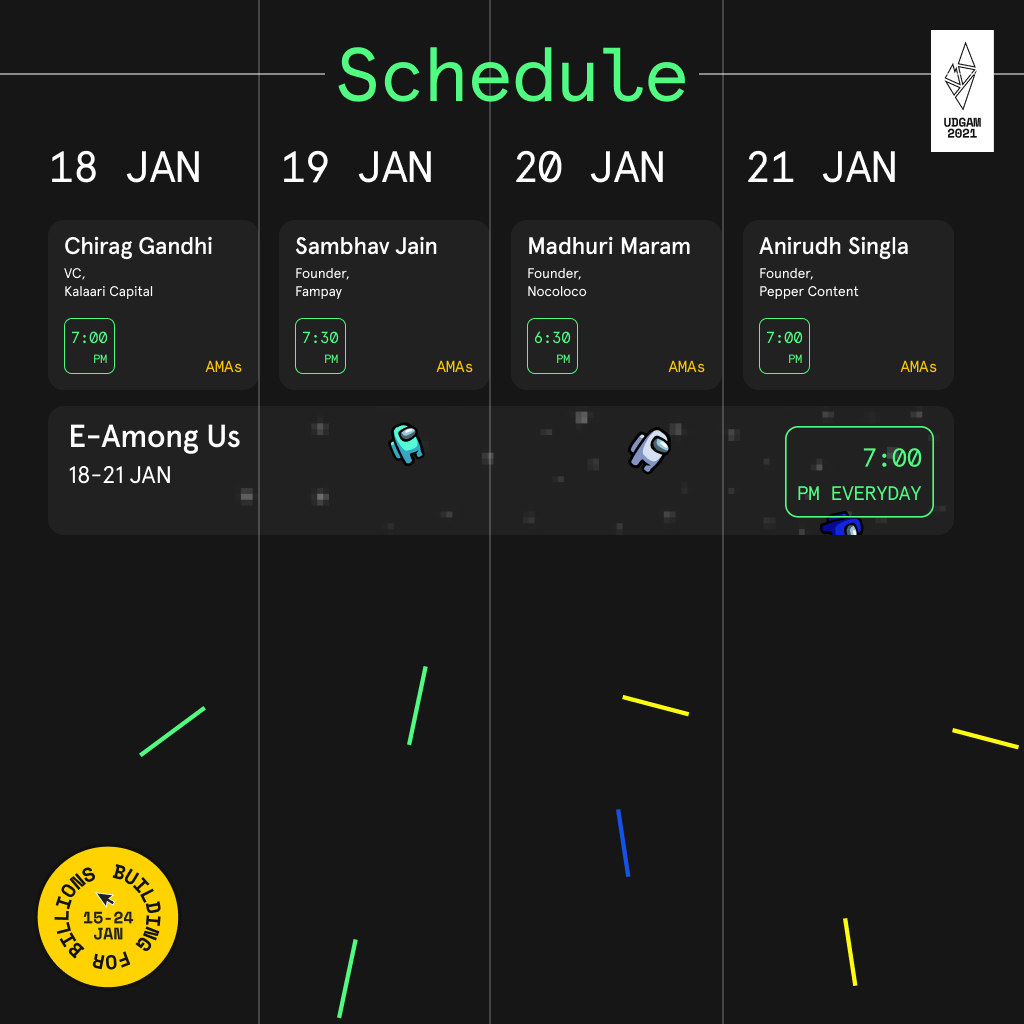 Schedule
UDGAM
2021
18 JAN
19 JAN
20 JAN
21 JAN
Chirag Gandhi
VC,
Kalaari Capital
7:00
PM
AMAs
Sambhav Jain
Founder,
Fampay
7:30
PM
AMAs
Madhuri Maram
Founder,
Nocoloco
6:30
PM
AMAs
Anirudh Singla
Founder,
Pepper Content
7:00
PM
AMAs
E-Among Us
18-21 JAN
7:00
PM EVERYDAY
BUILDING FOR BILLIONS
15-24
JAN